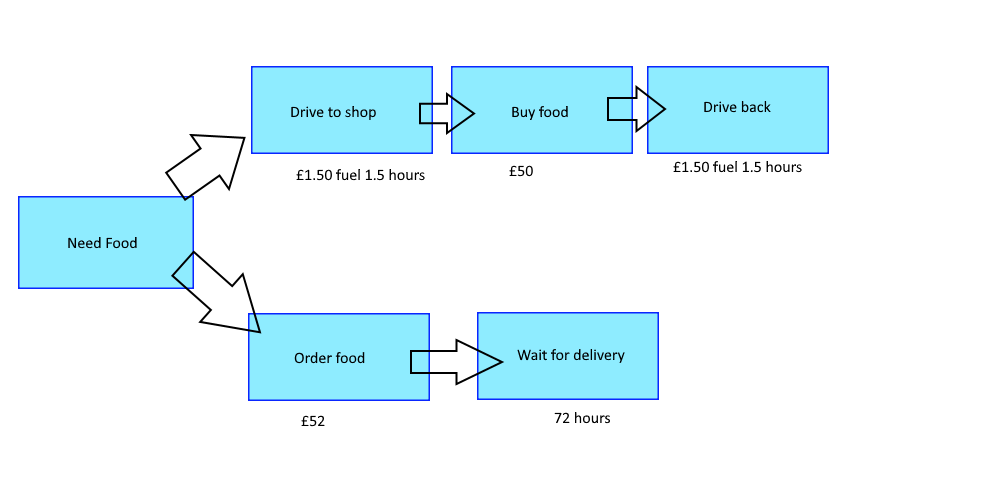 Drive to shop
Buy food
Drive back
£1.50 fuel 1.5 hours
£50
£1.50 fuel 1.5 hours
Need Food
Order food
Wait for delivery
£52
72 hours